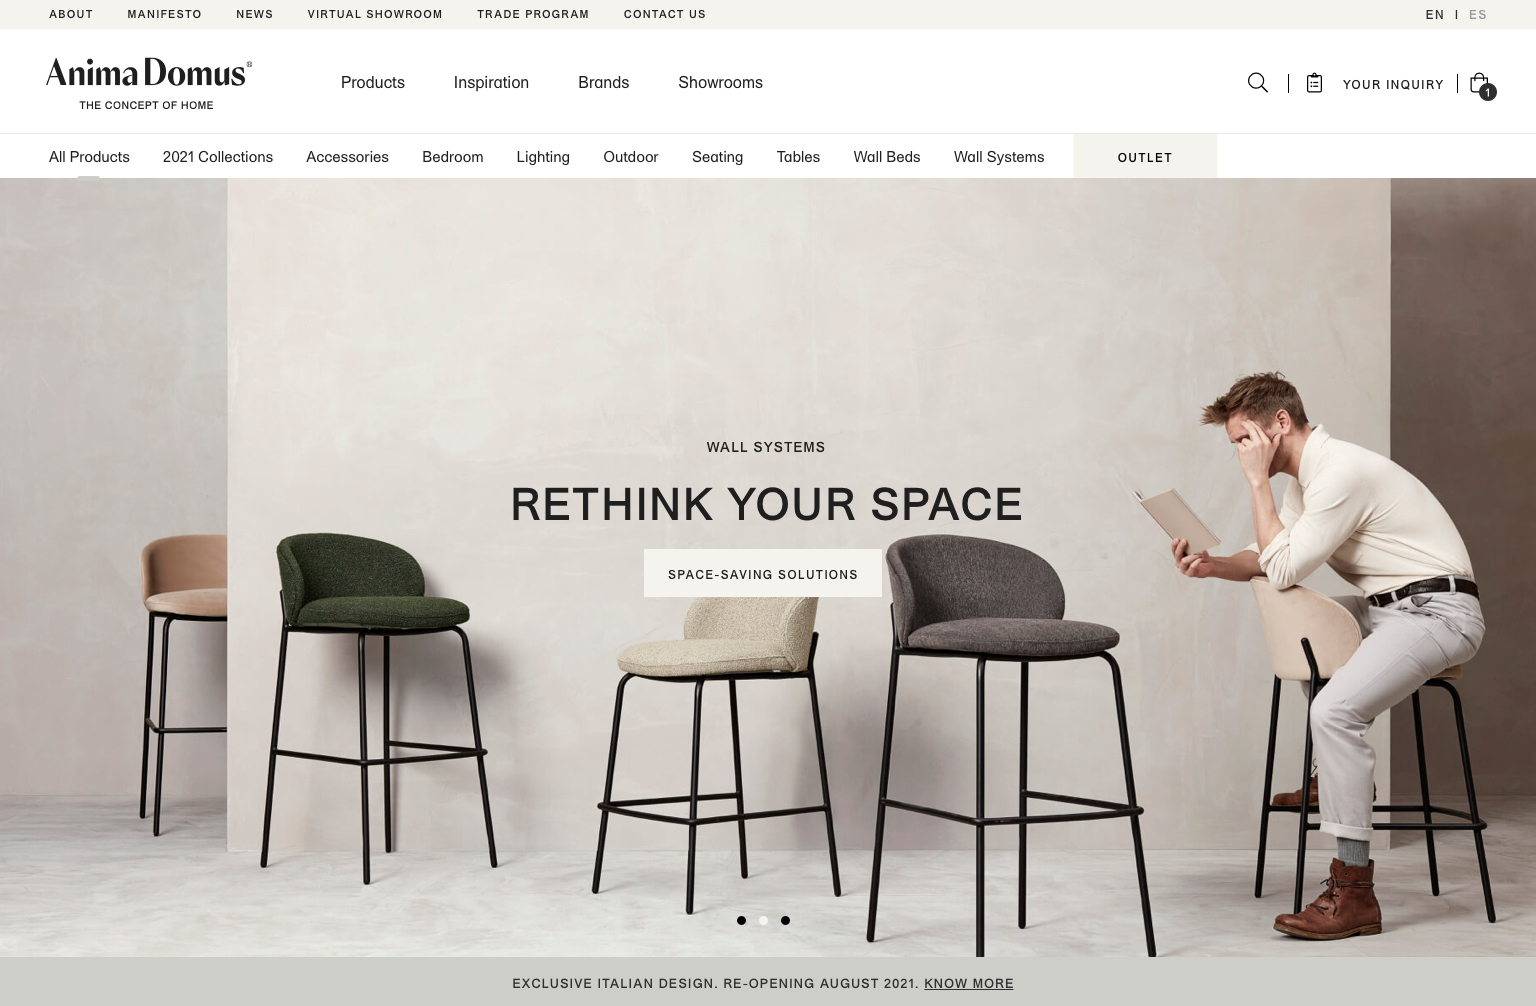 ABOUT MANIFESTO NEWS VIRTUAL SHOWROOM TRADE PROGRAM CONTACT US EN | ES
Anima Domus®
THE CONCEPT OF HOME
Products Inspiration Brands Showrooms
YOUR INQUIRY 1
All Products 2021 Collections Accessories Bedroom Lighting Outdoor Seating Tables Wall Beds Wall Systems OUTLET
WALL SYSTEMS
RETHINK YOUR SPACE
SPACE-SAVING SOLUTIONS
EXCLUSIVE ITALIAN DESIGN. RE-OPENING AUGUST 2021. KNOW MORE